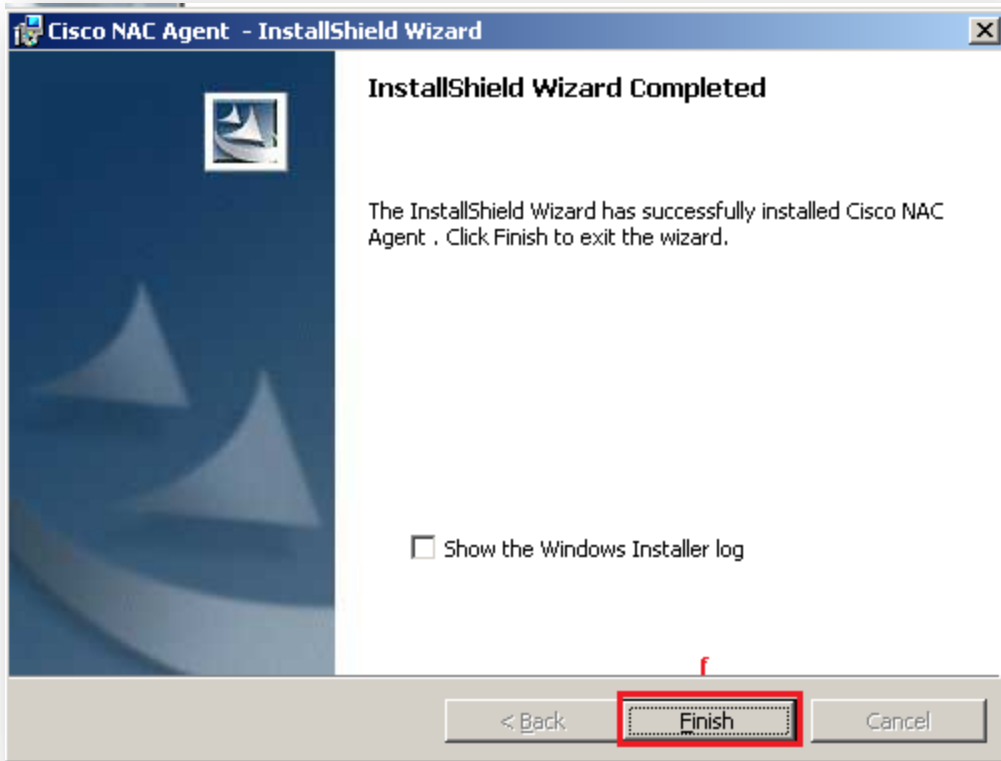 Cisco NAC Agent - InstallShield Wizard
InstallShield Wizard Completed
The InstallShield Wizard has successfully installed Cisco NAC
Agent . Click Finish to exit the wizard.
Show the Windows Installer log
f
< Back Finish Cancel